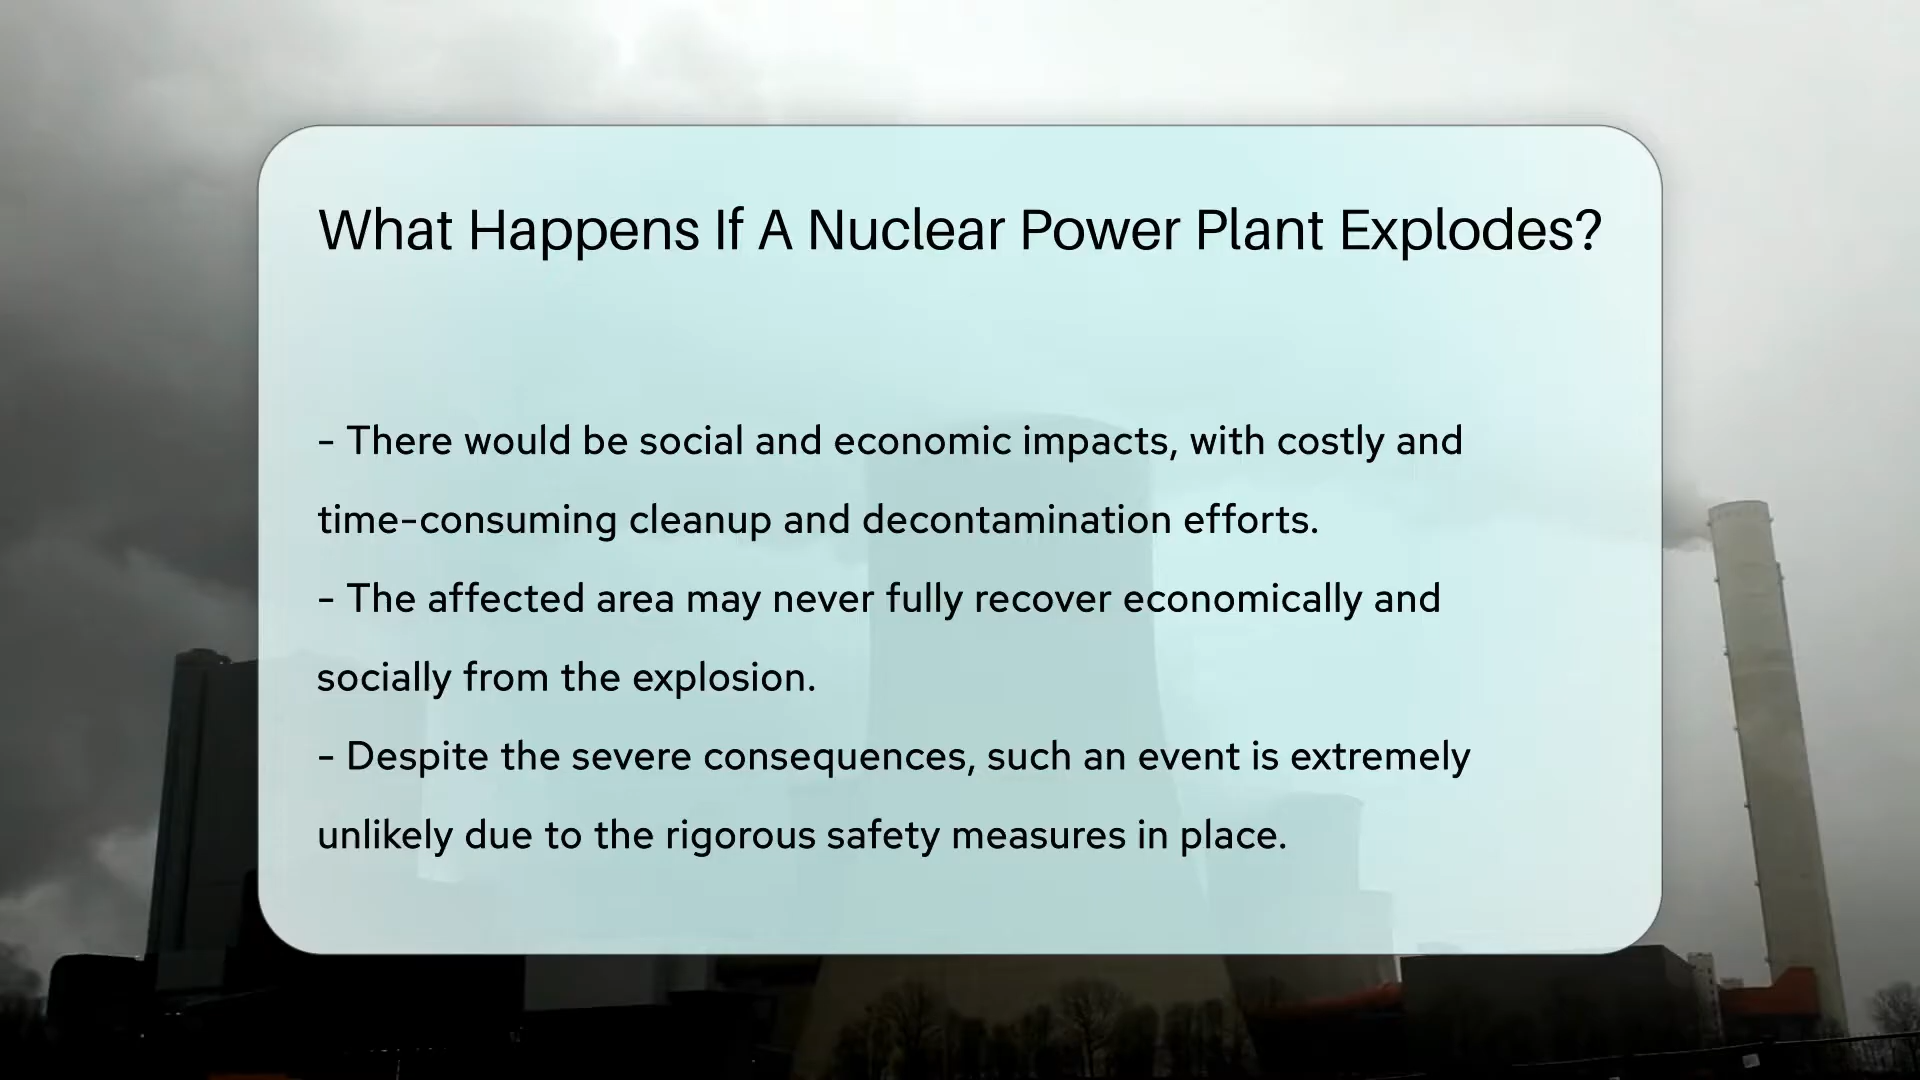 What Happens If A Nuclear Power Plant Explodes?
- There would be social and economic impacts, with costly and
time-consuming cleanup and decontamination efforts.
- The affected area may never fully recover economically and
socially from the explosion.
- Despite the severe consequences, such an event is extremely
unlikely due to the rigorous safety measures in place.